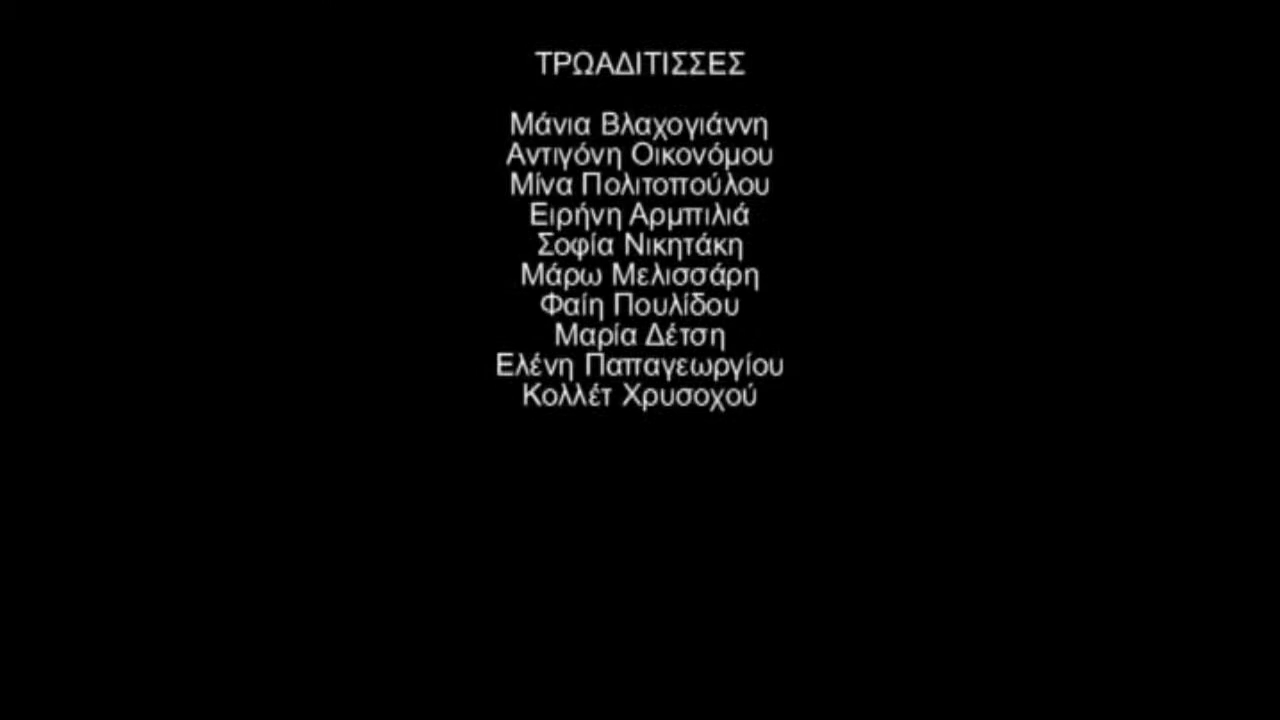 ΤΡΩΑΔΙΤΙΣΣΕΣ
Μάνια Βλαχογιάννη
Αντιγόνη Οικονόμου
Μίνα Πολιτοπούλου
Ειρήνη Αρμπιλιά
Σοφία Νικητάκη
Μάρω Μελισσάρη
Φαίη Πουλίδου
Μαρία Δέτση
Ελένη Παπαγεωργίου
Κολλέτ Χρυσοχού